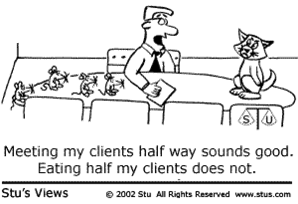 S U
Meeting my clients half way sounds good.
Eating half my clients does not.
Stu's Views © 2002 Stu All Rights Reserved www.stus.com